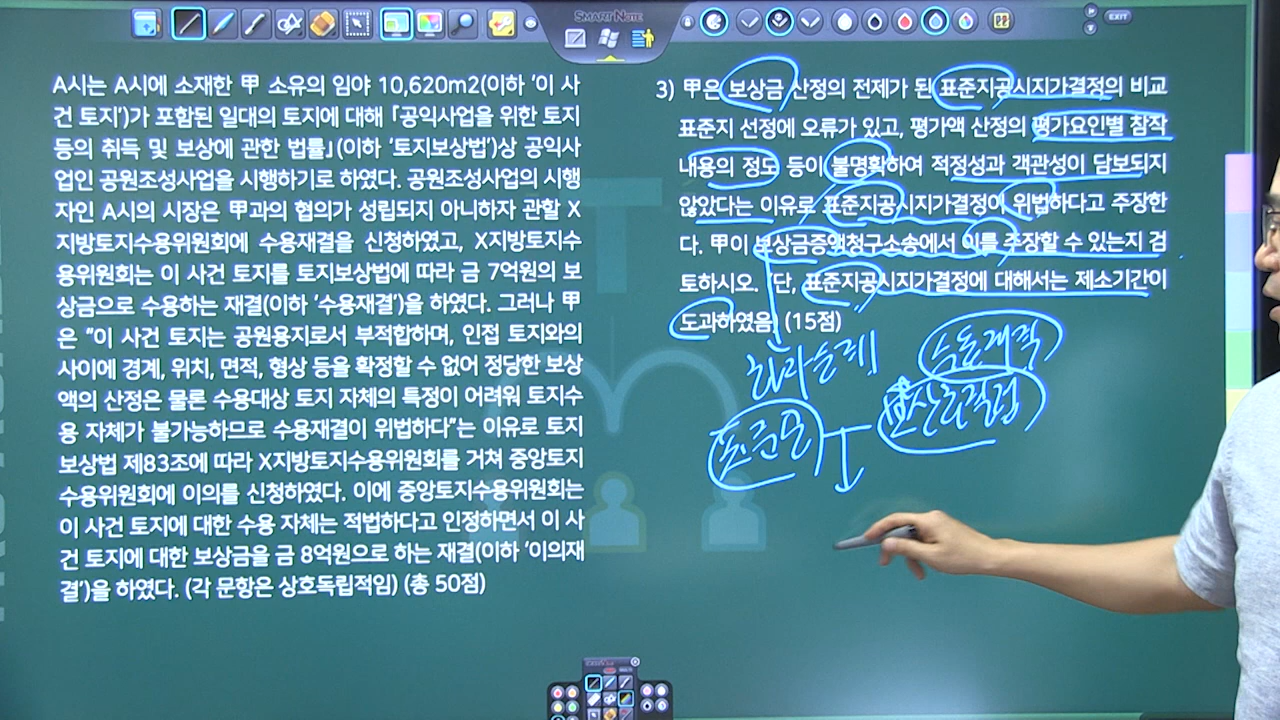 SMART NOTE
EXIT
A시는 A시에 소재한 甲 소유의 임야 10,620m2(이하 '이 사
건 토지')가 포함된 일대의 토지에 대해 「공익사업을 위한 토지
등의 취득 및 보상에 관한 법률」(이하 '토지보상법')상 공익사
업인 공원조성사업을 시행하기로 하였다. 공원조성사업의 시행
자인 A시의 시장은 甲과의 협의가 성립되지 아니하자 관할 X
지방토지수용위원회에 수용재결을 신청하였고, X지방토지수
용위원회는 이 사건 토지를 토지보상법에 따라 금 7억원의 보
상금으로 수용하는 재결(이하 '수용재결')을 하였다. 그러나 甲
은 "이 사건 토지는 공원용지로서 부적합하며, 인접 토지와의
사이에 경계, 위치, 면적, 형상 등을 확정할 수 없어 정당한 보상
액의 산정은 물론 수용대상 토지 자체의 특정이 어려워 토지수
용 자체가 불가능하므로 수용재결이 위법하다"는 이유로 토지
보상법 제83조에 따라 X지방토지수용위원회를 거쳐 중앙토지
수용위원회에 이의를 신청하였다. 이에 중앙토지수용위원회는
이 사건 토지에 대한 수용 자체는 적법하다고 인정하면서 이 사
건 토지에 대한 보상금을 금 8억원으로 하는 재결(이하 '이의재
결')을 하였다. (각 문항은 상호독립적임) (총 50점)
3) 甲은 보상금 산정의 전제가 된 표준지공시지가결정의 비교
표준지 선정에 오류가 있고, 평가액 산정의 평가요인별 참작
내용의 정도 등이 불명확하여 적정성과 객관성이 담보되지
않았다는 이유로 표준지공시지가결정이 위법하다고 주장한
다. 甲이 보상금증액청구소송에서 이를 주장할 수 있는지 검
토하시오. (단, 표준지공시지가결정에 대해서는 제소기간이
도과하였음) (15점)
수용재결